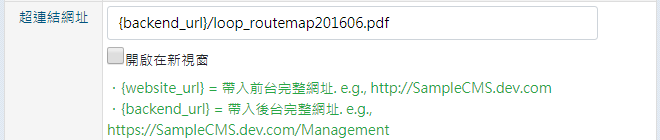 超連結網址
{backend_url}/loop_routemap201606.pdf
開啟在新視窗
・{website_url} = 帶入前台完整網址. e.g., http://SampleCMS.dev.com
・{backend_url} = 帶入後台完整網址. e.g.,
https://SampleCMS.dev.com/Management